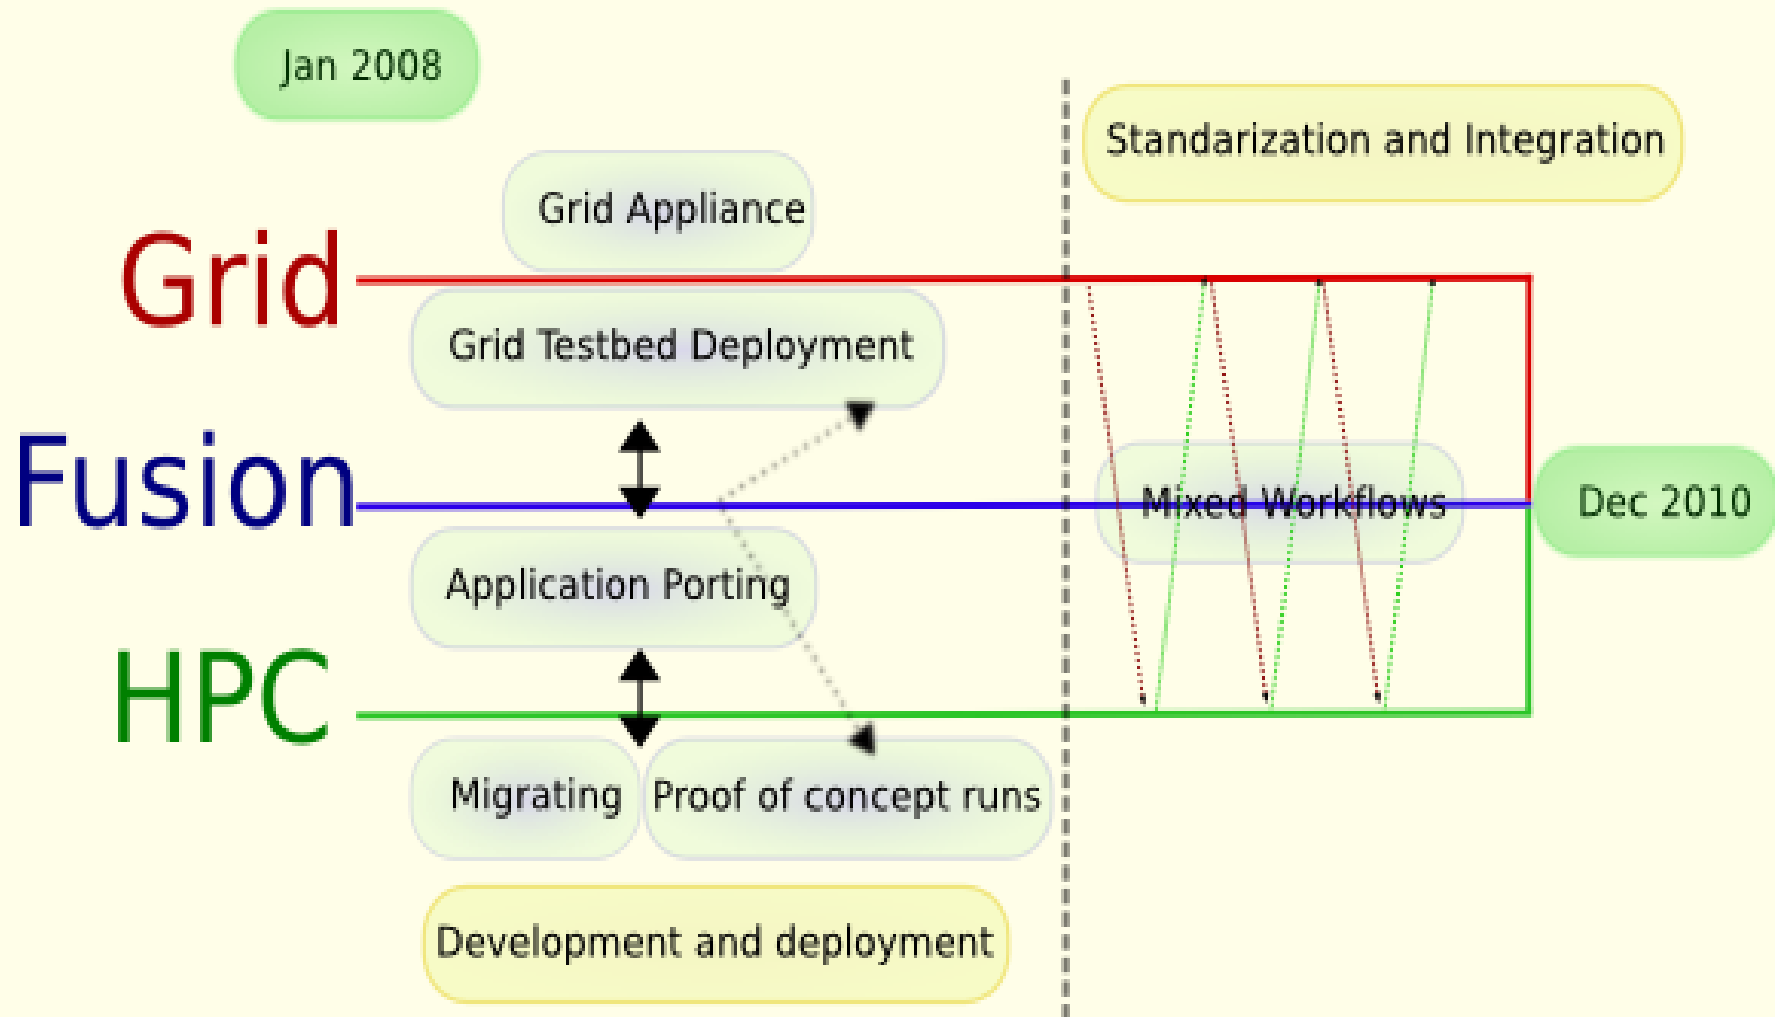 Jan 2008
Standarization and Integration
Grid Appliance
Grid
Grid Testbed Deployment
Fusion
Mixed Workflows
Dec 2010
Application Porting
HPC
Migrating
Proof of concept runs
Development and deployment